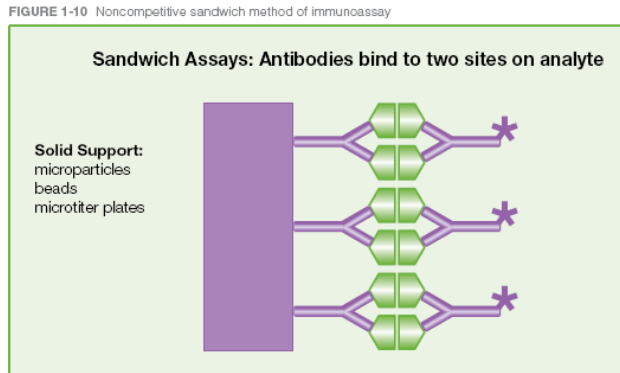 FIGURE 1-10 Noncompetitive sandwich method of immunoassay
Sandwich Assays: Antibodies bind to two sites on analyte
Solid Support:
microparticles
beads
microtiter plates